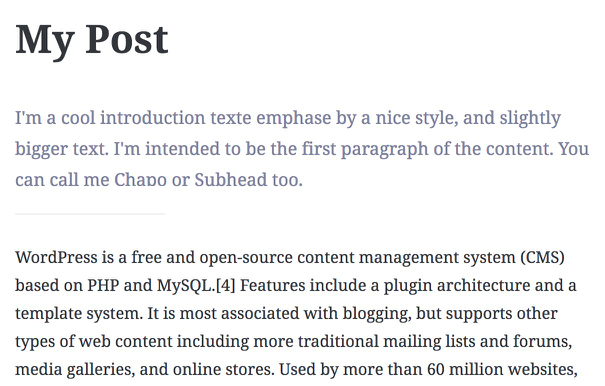 My Post
I'm a cool introduction texte emphase by a nice style, and slightly
bigger text. I'm intended to be the first paragraph of the content. You
can call me Chapo or Subhead too.
WordPress is a free and open-source content management system (CMS)
based on PHP and MySQL.[4] Features include a plugin architecture and a
template system. It is most associated with blogging, but supports other
types of web content including more traditional mailing lists and forums,
media galleries, and online stores. Used by more than 60 million websites,